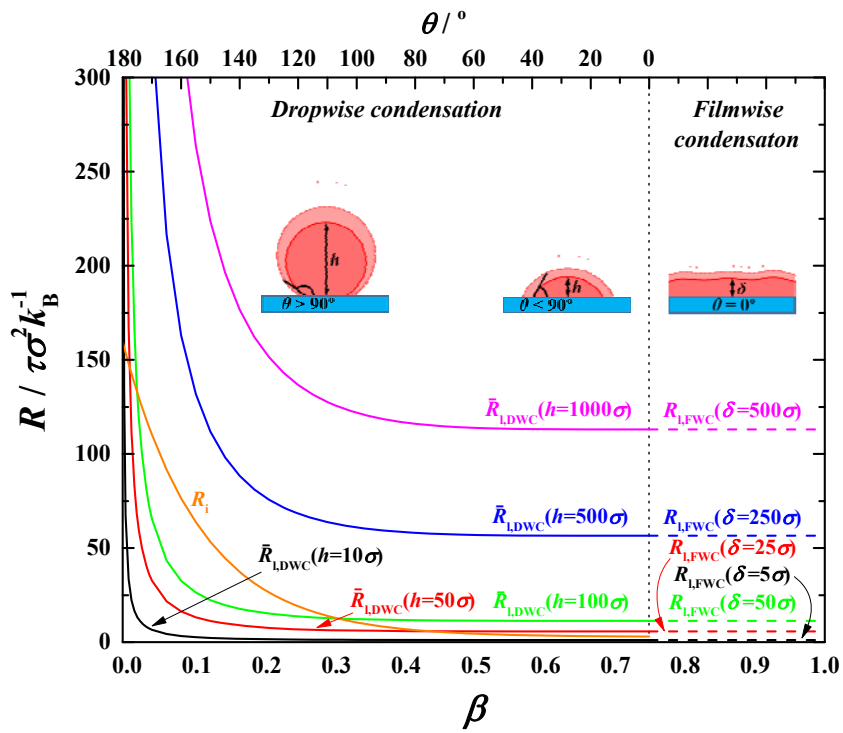 θ / °
180 160 140 120 100 80 60 40 20 0
300
250
200
150
100
50
0
R / τσ²k_B⁻¹
Dropwise condensation
Filmwise
condensaton
h
θ > 90°
h
θ < 90°
δ
θ = 0°
R̄l,DWC(h=1000σ)
Rl,FWC(δ=500σ)
Ri
R̄l,DWC(h=500σ)
Rl,FWC(δ=250σ)
R̄l,DWC(h=10σ)
Rl,FWC(δ=25σ)
Rl,FWC(δ=5σ)
R̄l,DWC(h=50σ)
R̄l,DWC(h=100σ)
Rl,FWC(δ=50σ)
0.0 0.1 0.2 0.3 0.4 0.5 0.6 0.7 0.8 0.9 1.0
β